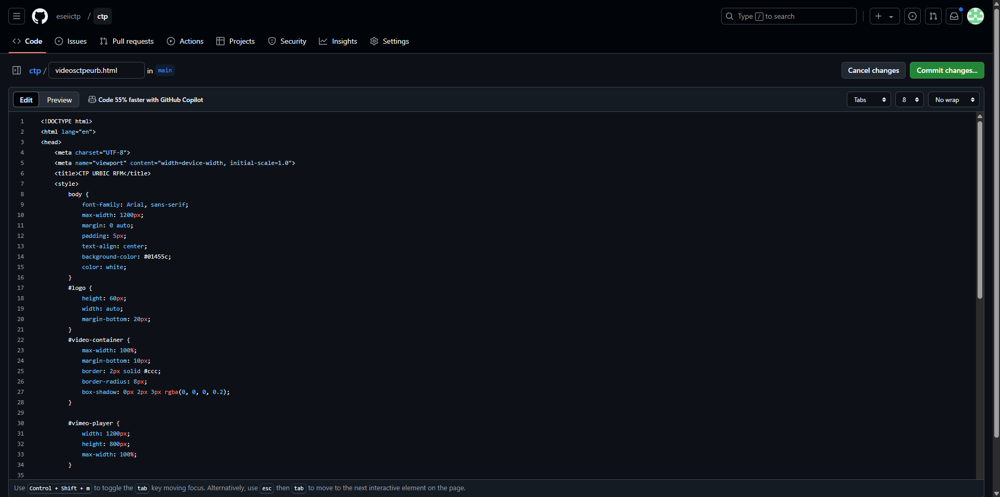 eseiictp / ctp
Type / to search
Code Issues Pull requests Actions Projects Security Insights Settings
ctp / videosctpeurb.html in main
Cancel changes Commit changes...
Edit Preview Code 55% faster with GitHub Copilot
Tabs 8 No wrap
1 <!DOCTYPE html>
2 <html lang="en">
3 <head>
4 <meta charset="UTF-8">
5 <meta name="viewport" content="width=device-width, initial-scale=1.0">
6 <title>CTP URBIC RFM</title>
7 <style>
8 body {
9 font-family: Arial, sans-serif;
10 max-width: 1200px;
11 margin: 0 auto;
12 padding: 5px;
13 text-align: center;
14 background-color: #01455c;
15 color: white;
16 }
17 #logo {
18 height: 60px;
19 width: auto;
20 margin-bottom: 20px;
21 }
22 #video-container {
23 max-width: 100%;
24 margin-bottom: 10px;
25 border: 2px solid #ccc;
26 border-radius: 8px;
27 box-shadow: 0px 2px 3px rgba(0, 0, 0, 0.2);
28 }
29
30 #vimeo-player {
31 width: 1200px;
32 height: 800px;
33 max-width: 100%;
34 }
35
Use Control + Shift + m to toggle the tab key moving focus. Alternatively, use esc then tab to move to the next interactive element on the page.